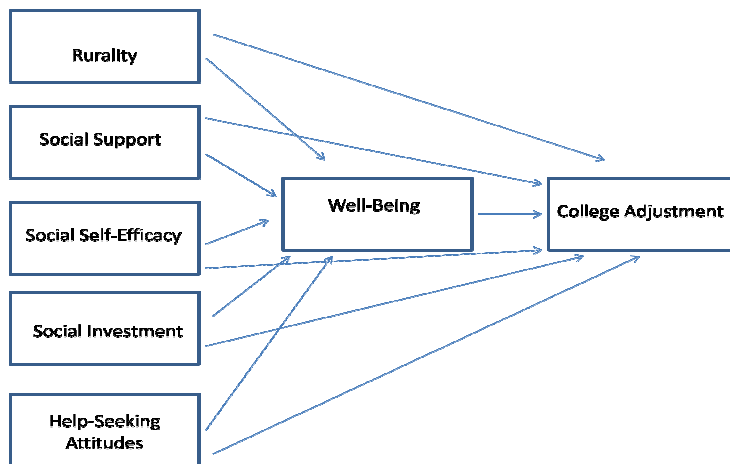 Rurality
Social Support
Well-Being
College Adjustment
Social Self-Efficacy
Social Investment
Help-Seeking
Attitudes